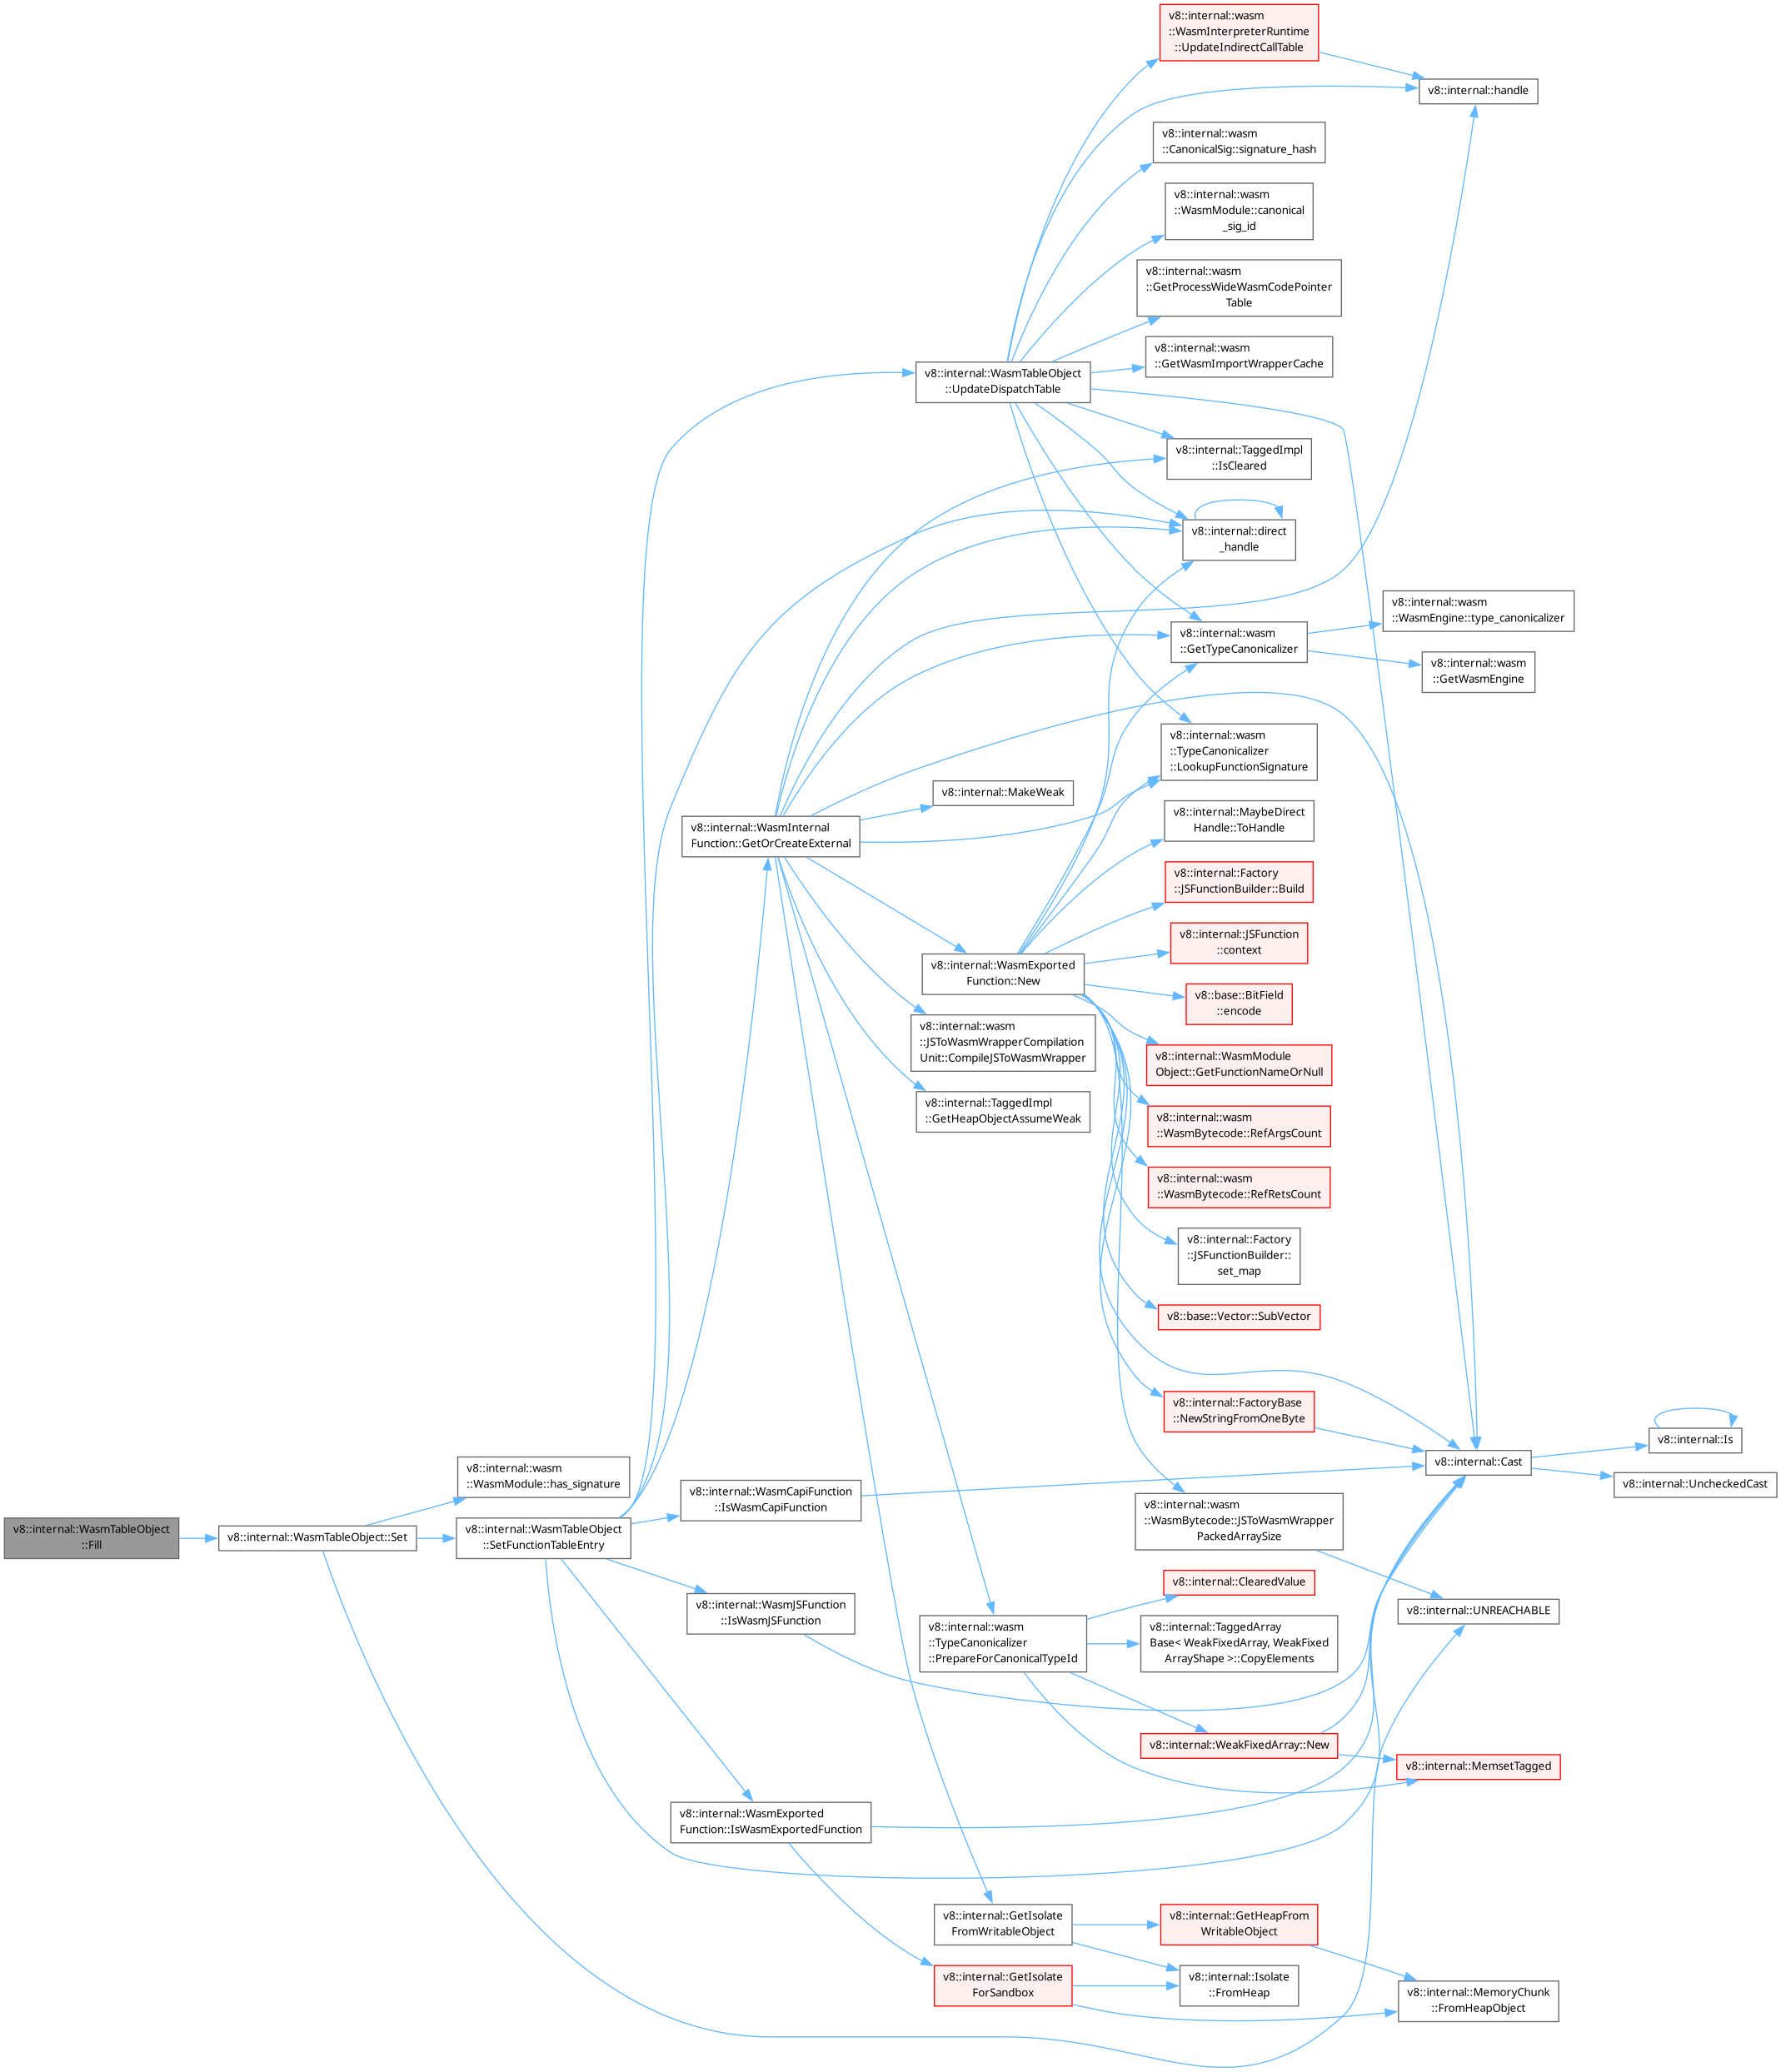 v8::internal::wasm
::WasmInterpreterRuntime
::UpdateIndirectCallTable
v8::internal::handle
v8::internal::wasm
::CanonicalSig::signature_hash
v8::internal::wasm
::WasmModule::canonical
_sig_id
v8::internal::wasm
::GetProcessWideWasmCodePointer
Table
v8::internal::wasm
::GetWasmImportWrapperCache
v8::internal::WasmTableObject
::UpdateDispatchTable
v8::internal::TaggedImpl
::IsCleared
v8::internal::direct
_handle
v8::internal::wasm
::WasmEngine::type_canonicalizer
v8::internal::wasm
::GetTypeCanonicalizer
v8::internal::wasm
::GetWasmEngine
v8::internal::wasm
::TypeCanonicalizer
::LookupFunctionSignature
v8::internal::MakeWeak
v8::internal::WasmInternal
Function::GetOrCreateExternal
v8::internal::MaybeDirect
Handle::ToHandle
v8::internal::Factory
::JSFunctionBuilder::Build
v8::internal::JSFunction
::context
v8::internal::WasmExported
Function::New
v8::base::BitField
::encode
v8::internal::wasm
::JSToWasmWrapperCompilation
Unit::CompileJSToWasmWrapper
v8::internal::WasmModule
Object::GetFunctionNameOrNull
v8::internal::TaggedImpl
::GetHeapObjectAssumeWeak
v8::internal::wasm
::WasmBytecode::RefArgsCount
v8::internal::wasm
::WasmBytecode::RefRetsCount
v8::internal::Factory
::JSFunctionBuilder::
set_map
v8::base::Vector::SubVector
v8::internal::FactoryBase
::NewStringFromOneByte
v8::internal::Is
v8::internal::Cast
v8::internal::UncheckedCast
v8::internal::wasm
::WasmModule::has_signature
v8::internal::WasmCapiFunction
::IsWasmCapiFunction
v8::internal::wasm
::WasmBytecode::JSToWasmWrapper
PackedArraySize
v8::internal::WasmTableObject
::Fill
v8::internal::WasmTableObject::Set
v8::internal::WasmTableObject
::SetFunctionTableEntry
v8::internal::ClearedValue
v8::internal::WasmJSFunction
::IsWasmJSFunction
v8::internal::UNREACHABLE
v8::internal::wasm
::TypeCanonicalizer
::PrepareForCanonicalTypeId
v8::internal::TaggedArray
Base< WeakFixedArray, WeakFixed
ArrayShape >::CopyElements
v8::internal::WeakFixedArray::New
v8::internal::MemsetTagged
v8::internal::WasmExported
Function::IsWasmExportedFunction
v8::internal::GetIsolate
FromWritableObject
v8::internal::GetHeapFrom
WritableObject
v8::internal::GetIsolate
ForSandbox
v8::internal::Isolate
::FromHeap
v8::internal::MemoryChunk
::FromHeapObject